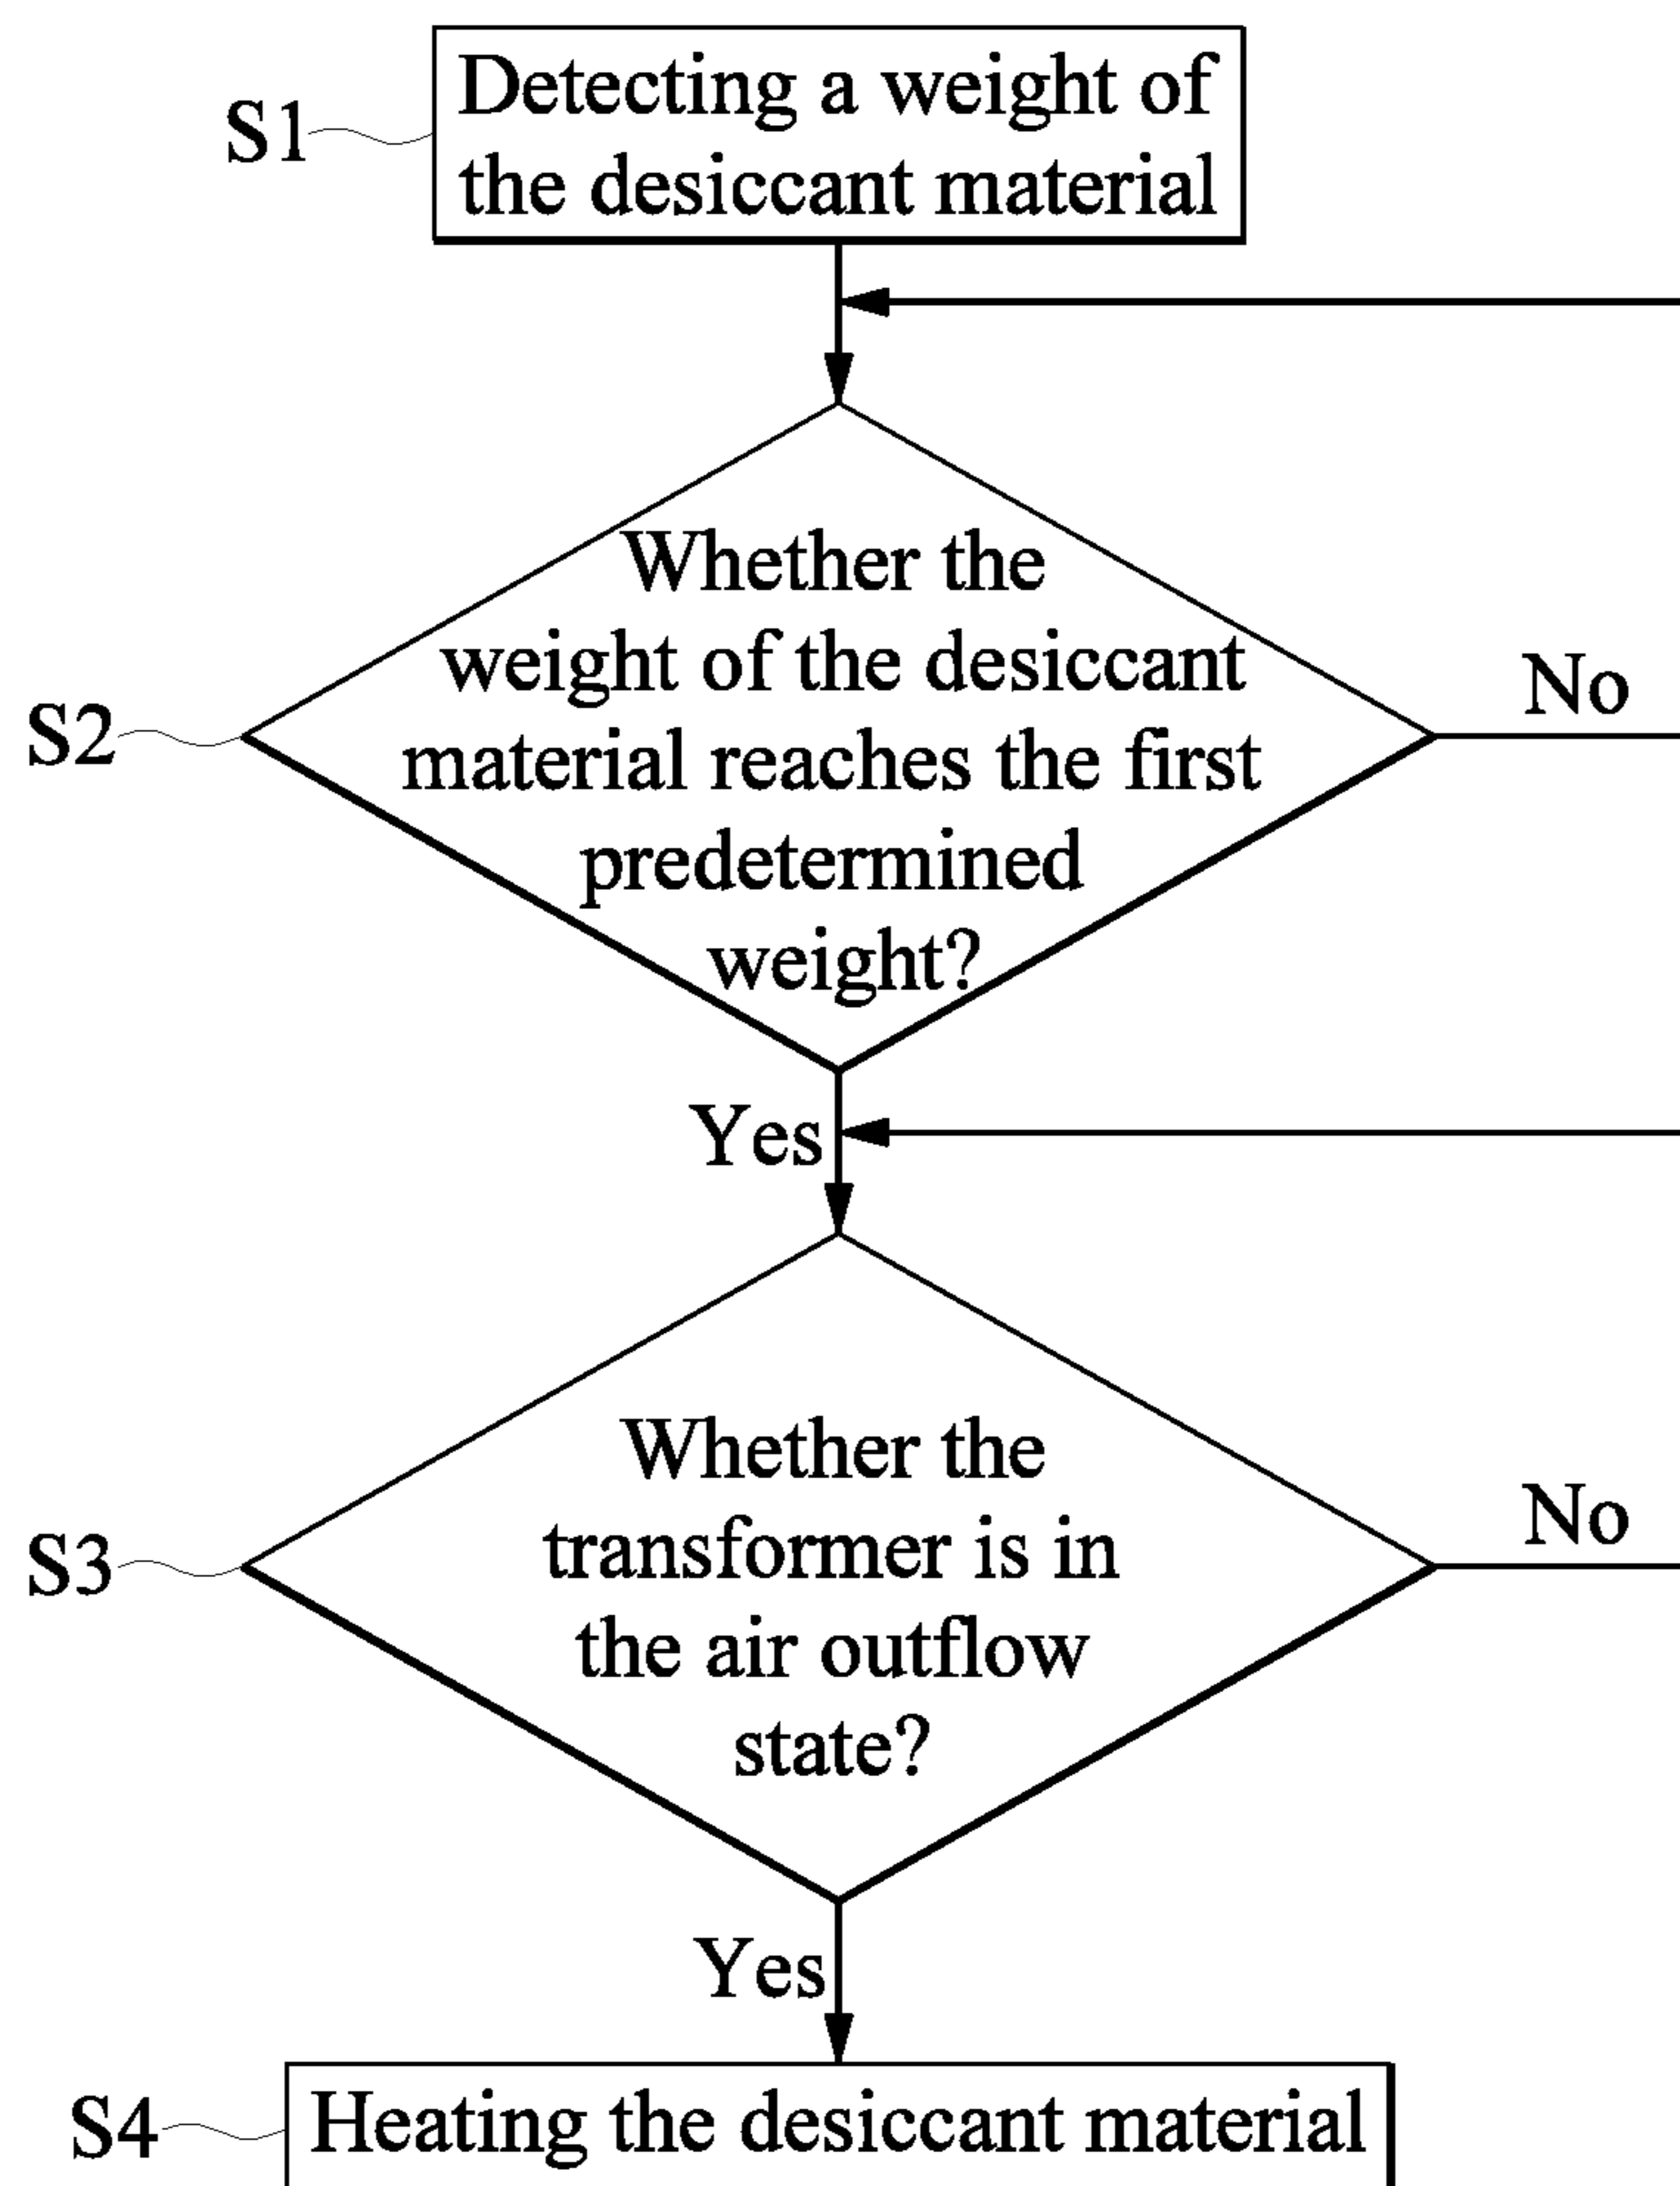 S1
Detecting a weight of
the desiccant material
S2
Whether the
weight of the desiccant
material reaches the first
predetermined
weight?
No
Yes
S3
Whether the
transformer is in
the air outflow
state?
No
Yes
S4
Heating the desiccant material